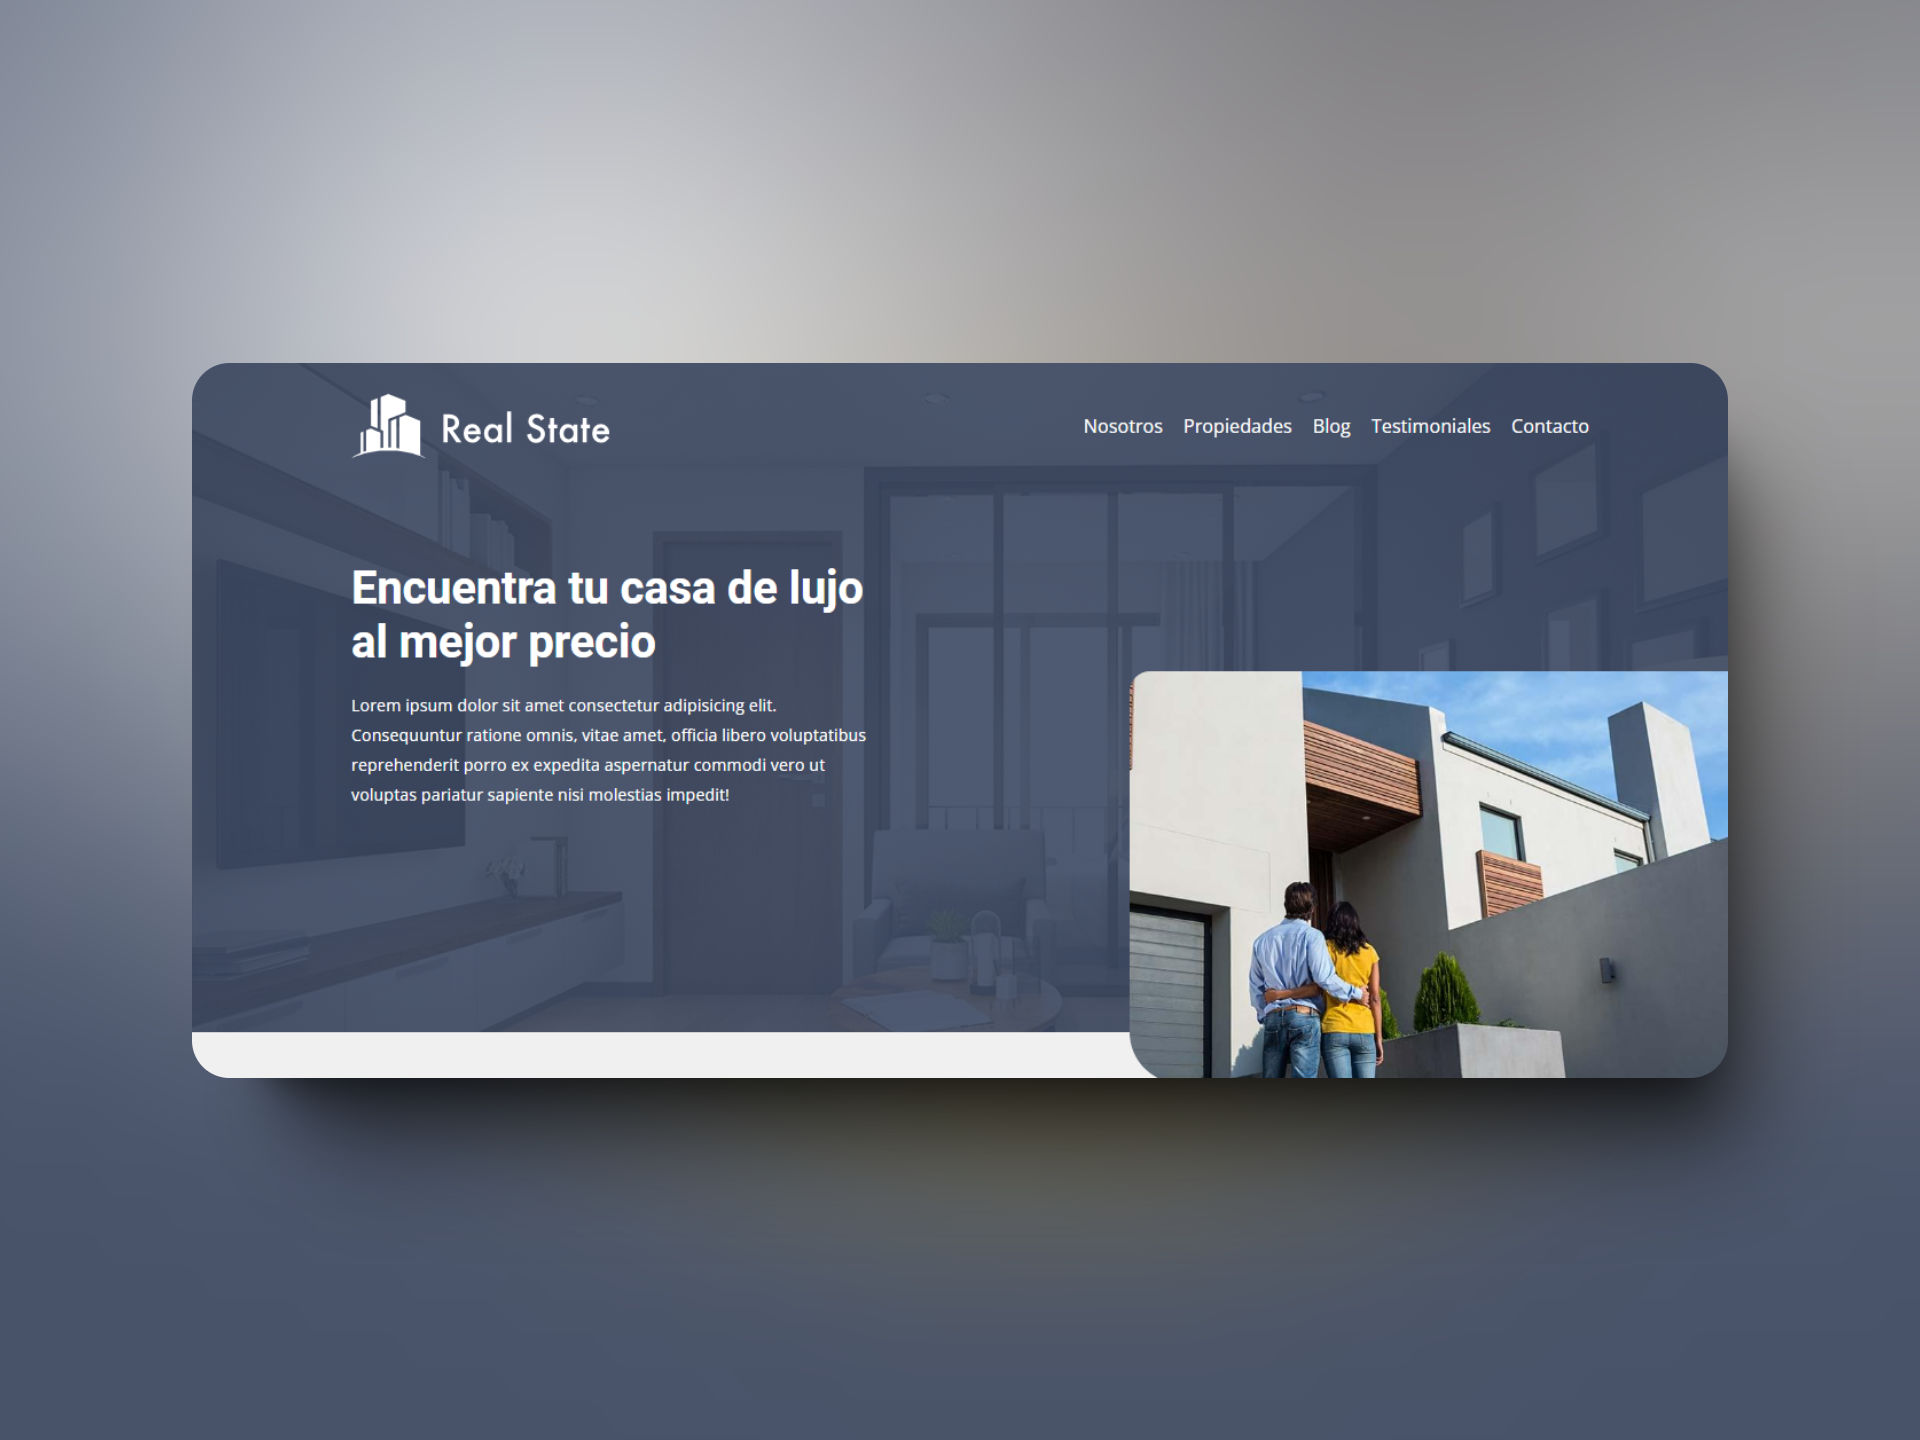 Real State
Nosotros Propiedades Blog Testimoniales Contacto
Encuentra tu casa de lujo
al mejor precio
Lorem ipsum dolor sit amet consectetur adipisicing elit.
Consequuntur ratione omnis, vitae amet, officia libero voluptatibus
reprehenderit porro ex expedita aspernatur commodi vero ut
voluptas pariatur sapiente nisi molestias impedit!